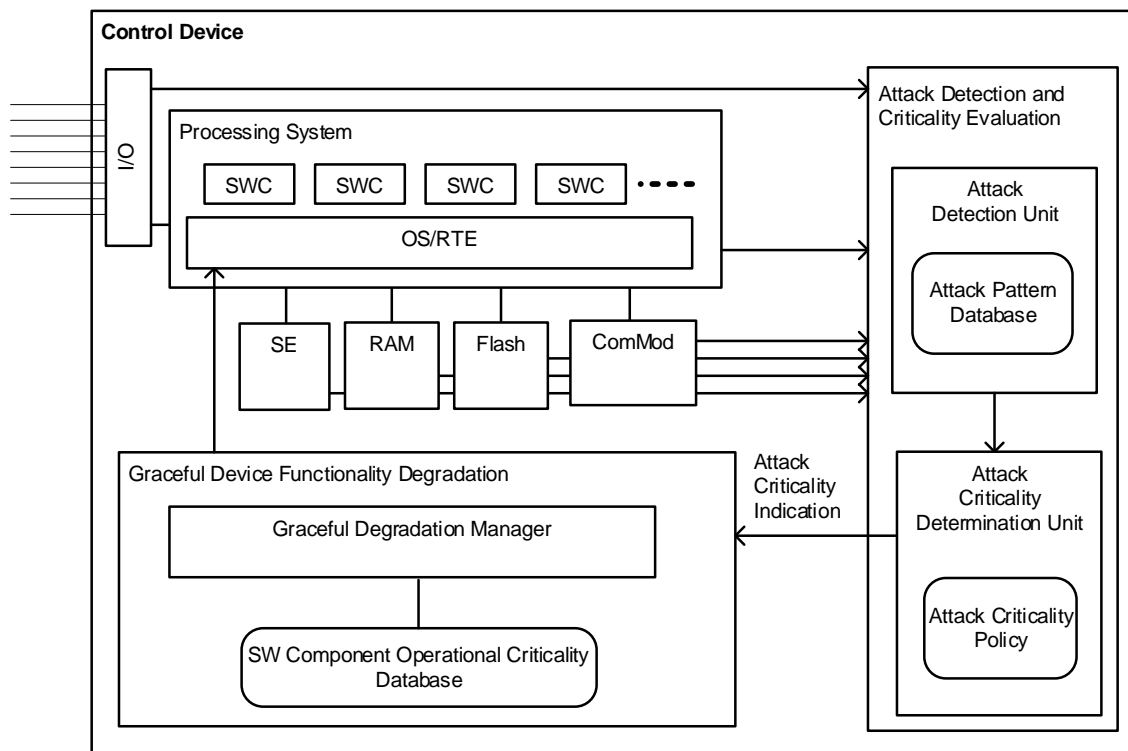 Control Device
I/O
Processing System
SWC
SWC
SWC
SWC
OS/RTE
SE
RAM
Flash
ComMod
Attack Detection and
Criticality Evaluation
Attack
Detection Unit
Attack Pattern
Database
Graceful Device Functionality Degradation
Graceful Degradation Manager
SW Component Operational Criticality
Database
Attack
Criticality
Indication
Attack
Criticality
Determination Unit
Attack Criticality
Policy